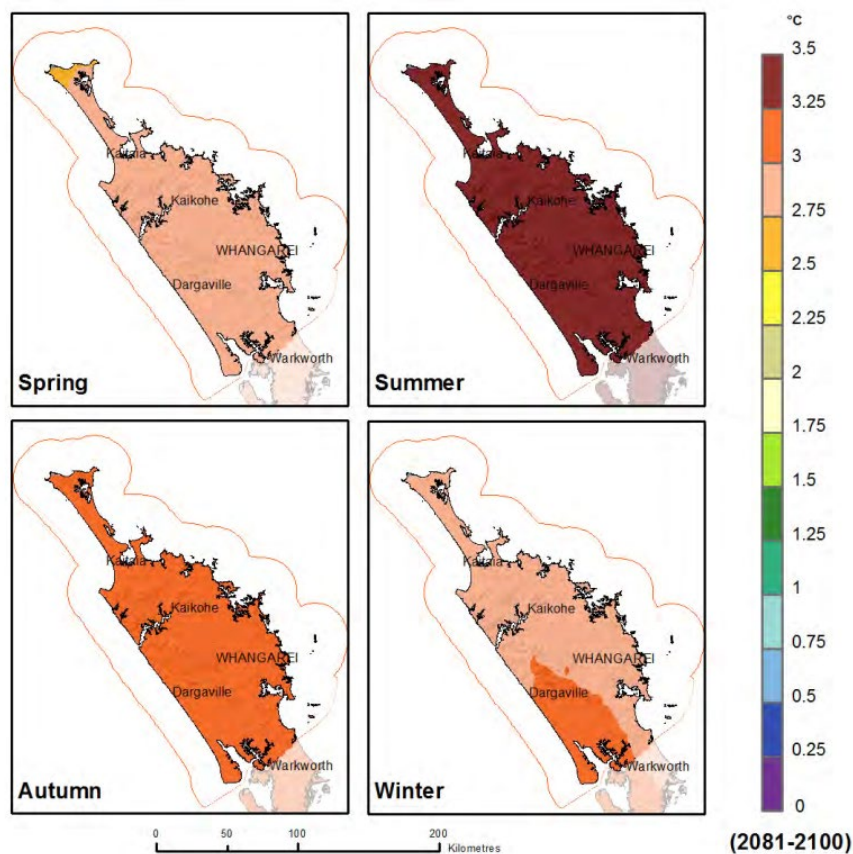 Kaitaia
Kaikohe
WHANGAREI
Dargaville
Warkworth
Spring
Kaitaia
Kaikohe
WHANGAREI
Dargaville
Warkworth
Summer
Kaitaia
Kaikohe
WHANGAREI
Dargaville
Warkworth
Autumn
Kaitaia
Kaikohe
WHANGAREI
Dargaville
Warkworth
Winter
°C
3.5
3.25
3
2.75
2.5
2.25
2
1.75
1.5
1.25
1
0.75
0.5
0.25
0
(2081-2100)
0 50 100 200
Kilometres